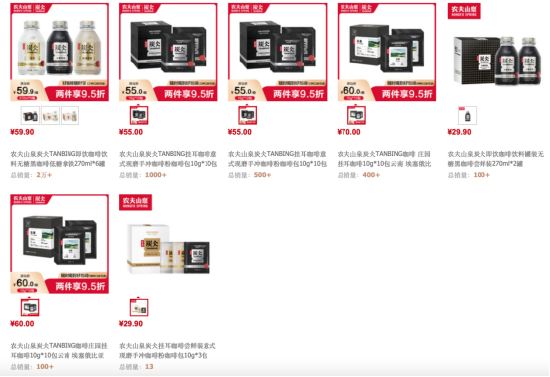 农夫山泉
炭仌
¥59.9
两件享9.5折
¥59.90
农夫山泉炭仌TANBING即饮咖啡饮
料无糖黑咖啡低糖拿铁270ml*6罐
总销量：2万+
农夫山泉
炭仌
¥55.0
两件享9.5折
¥55.00
农夫山泉炭仌TANBING挂耳咖啡意
式现磨手冲咖啡粉咖啡包10g*10包
总销量：1000+
农夫山泉
炭仌
¥55.0
两件享9.5折
¥55.00
农夫山泉炭仌TANBING挂耳咖啡意
式现磨手冲咖啡粉咖啡包10g*10包
总销量：500+
农夫山泉
¥60.0
两件享9.5折
¥70.00
农夫山泉炭仌TANBING咖啡 庄园
挂耳咖啡10g*10包云南 埃塞俄比
总销量：400+
农夫山泉
炭仌
¥29.90
农夫山泉炭仌即饮咖啡饮料罐装无
糖黑咖啡尝鲜装270ml*2罐
总销量：100+
农夫山泉
¥60.0
两件享9.5折
¥60.00
农夫山泉炭仌TANBING咖啡庄园挂
耳咖啡10g*10包云南 埃塞俄比亚
总销量：100+
农夫山泉
炭仌
¥29.90
农夫山泉炭仌挂耳咖啡尝鲜装意式
现磨手冲咖啡粉咖啡包10g*3包
总销量：13